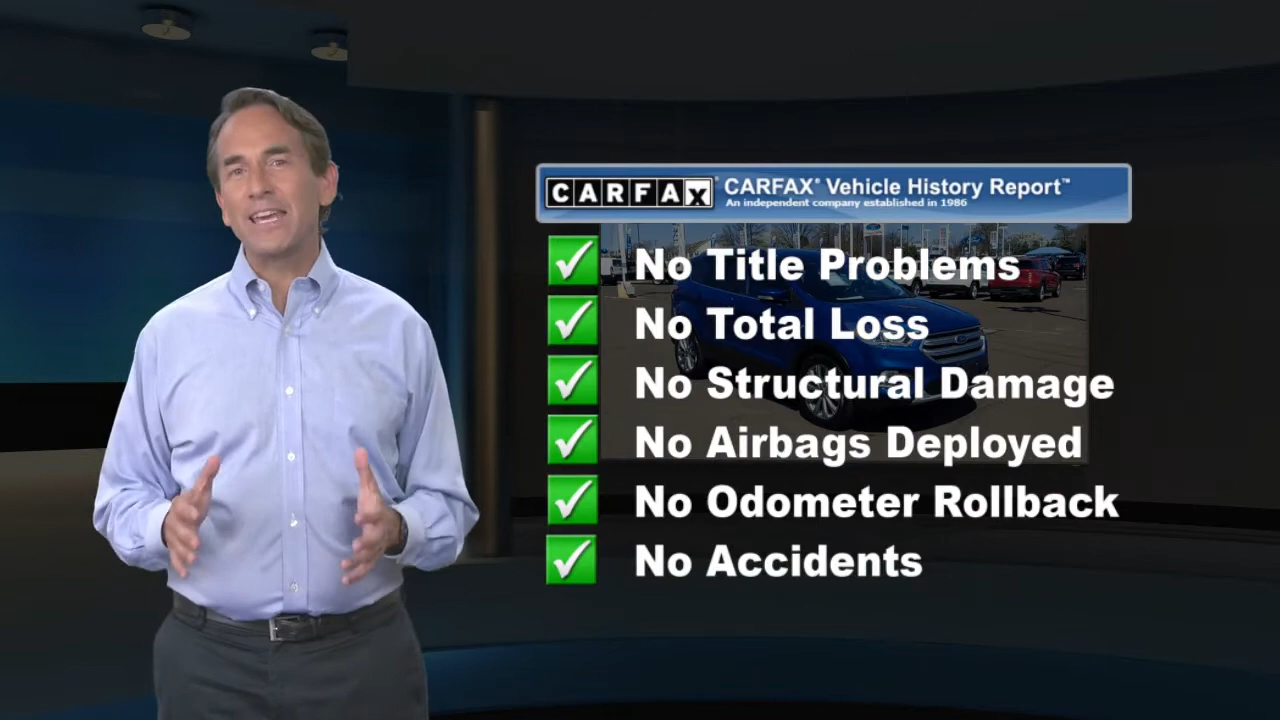 CARFAX® CARFAX® Vehicle History Report™
An independent company established in 1986
No Title Problems
No Total Loss
No Structural Damage
No Airbags Deployed
No Odometer Rollback
No Accidents